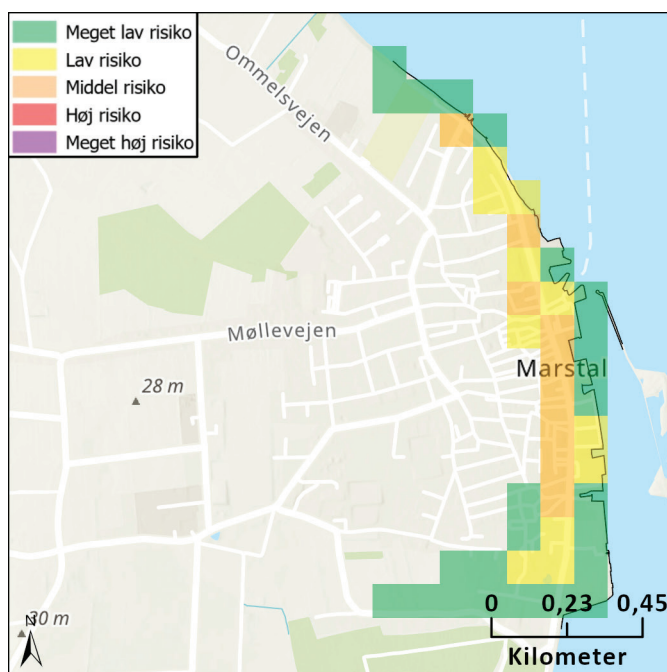 Meget lav risiko
Lav risiko
Middel risiko
Høj risiko
Meget høj risiko
Ommelsvejen
Møllevejen
Marstal
28 m
30 m
N
0 0,23 0,45
Kilometer